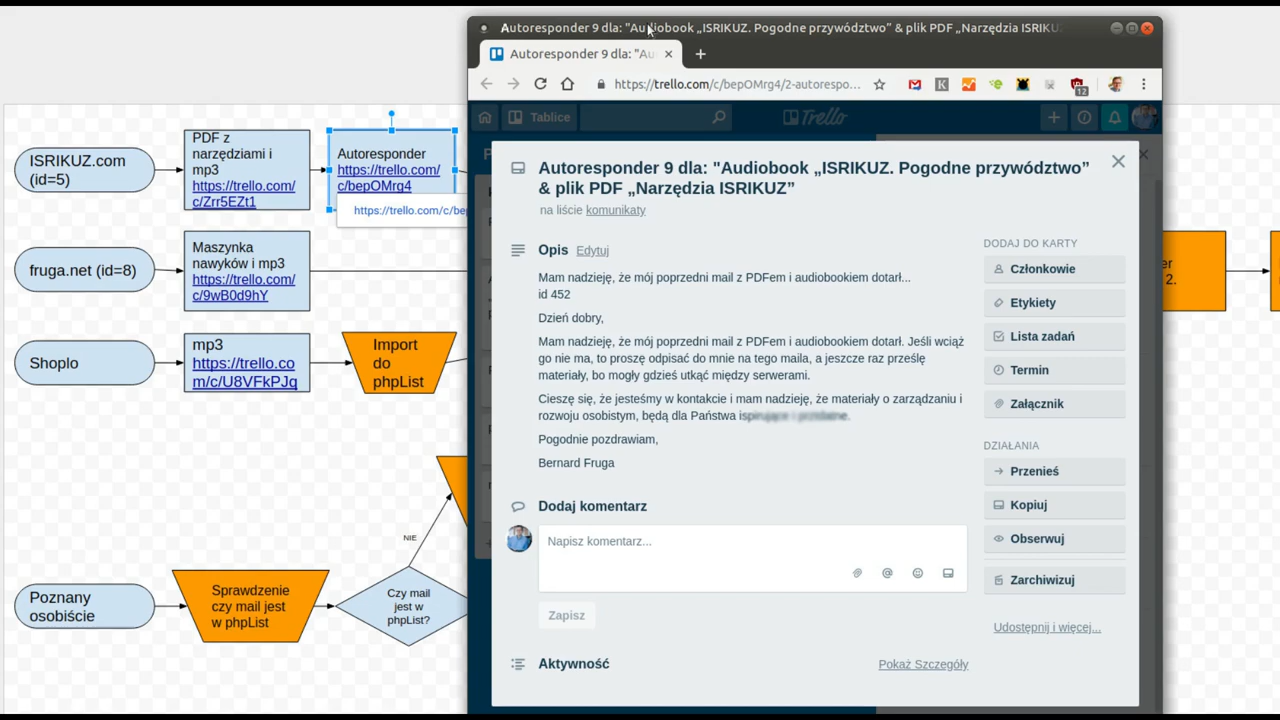 Autoresponder 9 dla: "Audiobook „ISRIKUZ. Pogodne przywództwo” & plik PDF „Narzędzia ISRIKU
Autoresponder 9 dla: "Au
https://trello.com/c/bepOMrg4/2-autorespo...
12
Tablice
Trello
ISRIKUZ.com
(id=5)
PDF z
narzędziami i
mp3
https://trello.com/
c/Zrr5EZt1
Autoresponder
https://trello.com/
c/bepOMrg4
https://trello.com/c/bep
fruga.net (id=8)
Maszynka
nawyków i mp3
https://trello.com/
c/9wB0d9hY
Shoplo
mp3
https://trello.co
m/c/U8VFkPJq
Import
do
phpList
Poznany
osobiście
Sprawdzenie
czy mail jest
w phpList
NIE
Czy mail
jest w
phpList?
er
2.
Autoresponder 9 dla: "Audiobook „ISRIKUZ. Pogodne przywództwo”
& plik PDF „Narzędzia ISRIKUZ”
na liście komunikaty
Opis Edytuj
Mam nadzieję, że mój poprzedni mail z PDFem i audiobookiem dotarł...
id 452
Dzień dobry,
Mam nadzieję, że mój poprzedni mail z PDFem i audiobookiem dotarł. Jeśli wciąż
go nie ma, to proszę odpisać do mnie na tego maila, a jeszcze raz prześlę
materiały, bo mogły gdzieś utkąć między serwerami.
Cieszę się, że jesteśmy w kontakcie i mam nadzieję, że materiały o zarządzaniu i
rozwoju osobistym, będą dla Państwa
Pogodnie pozdrawiam,
Bernard Fruga
Dodaj komentarz
Napisz komentarz...
Zapisz
Aktywność
Pokaż Szczegóły
DODAJ DO KARTY
Członkowie
Etykiety
Lista zadań
Termin
Załącznik
DZIAŁANIA
Przenieś
Kopiuj
Obserwuj
Zarchiwizuj
Udostępnij i więcej...